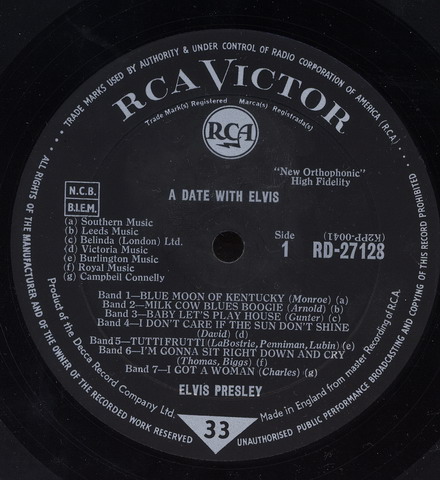 TRADE MARKS USED BY AUTHORITY & UNDER CONTROL OF RADIO CORPORATION OF AMERICA (R.C.A.)
RCA VICTOR
Trade Mark(s) Registered Marca(s) Registrada(s)
RCA
"New Orthophonic"
High Fidelity
A DATE WITH ELVIS
N.C.B.
B.I.E.M.
(a) Southern Music
(b) Leeds Music
(c) Belinda (London) Ltd.
(d) Victoria Music
(e) Burlington Music
(f) Royal Music
(g) Campbell Connelly
Side
1
(K2PP-0041)
RD-27128
Band 1—BLUE MOON OF KENTUCKY (Monroe) (a)
Band 2—MILK COW BLUES BOOGIE (Arnold) (b)
Band 3—BABY LET'S PLAY HOUSE (Gunter) (c)
Band 4—I DON'T CARE IF THE SUN DON'T SHINE
(David) (d)
Band 5—TUTTI FRUTTI (LaBostrie, Penniman, Lubin) (e)
Band 6—I'M GONNA SIT RIGHT DOWN AND CRY
(Thomas, Biggs) (f)
Band 7—I GOT A WOMAN (Charles) (g)
ELVIS PRESLEY
Product of the Decca Record Company Ltd.
33
Made in England from master Recording of R.C.A.
ALL RIGHTS OF THE MANUFACTURER AND OF THE OWNER OF THE RECORDED WORK RESERVED
UNAUTHORISED PUBLIC PERFORMANCE BROADCASTING AND COPYING OF THIS RECORD PROHIBITED